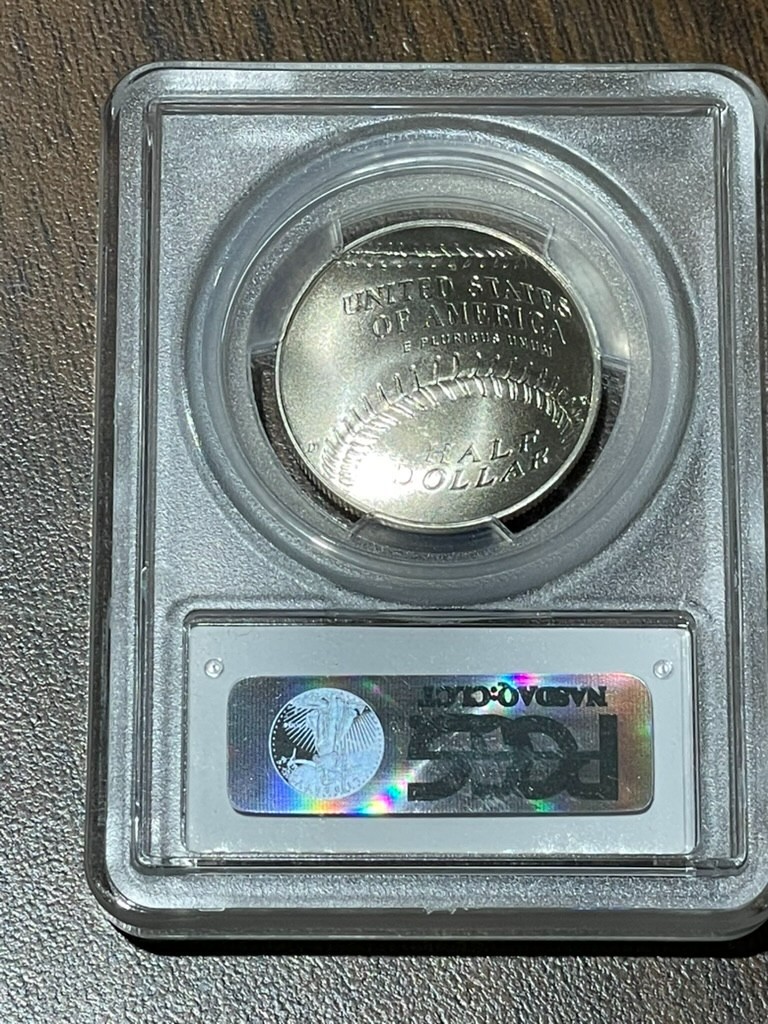 UNITED STATES
OF AMERICA
E PLURIBUS UNUM
D
HALF
DOLLAR
NASDAQ:CLCT
PCGS